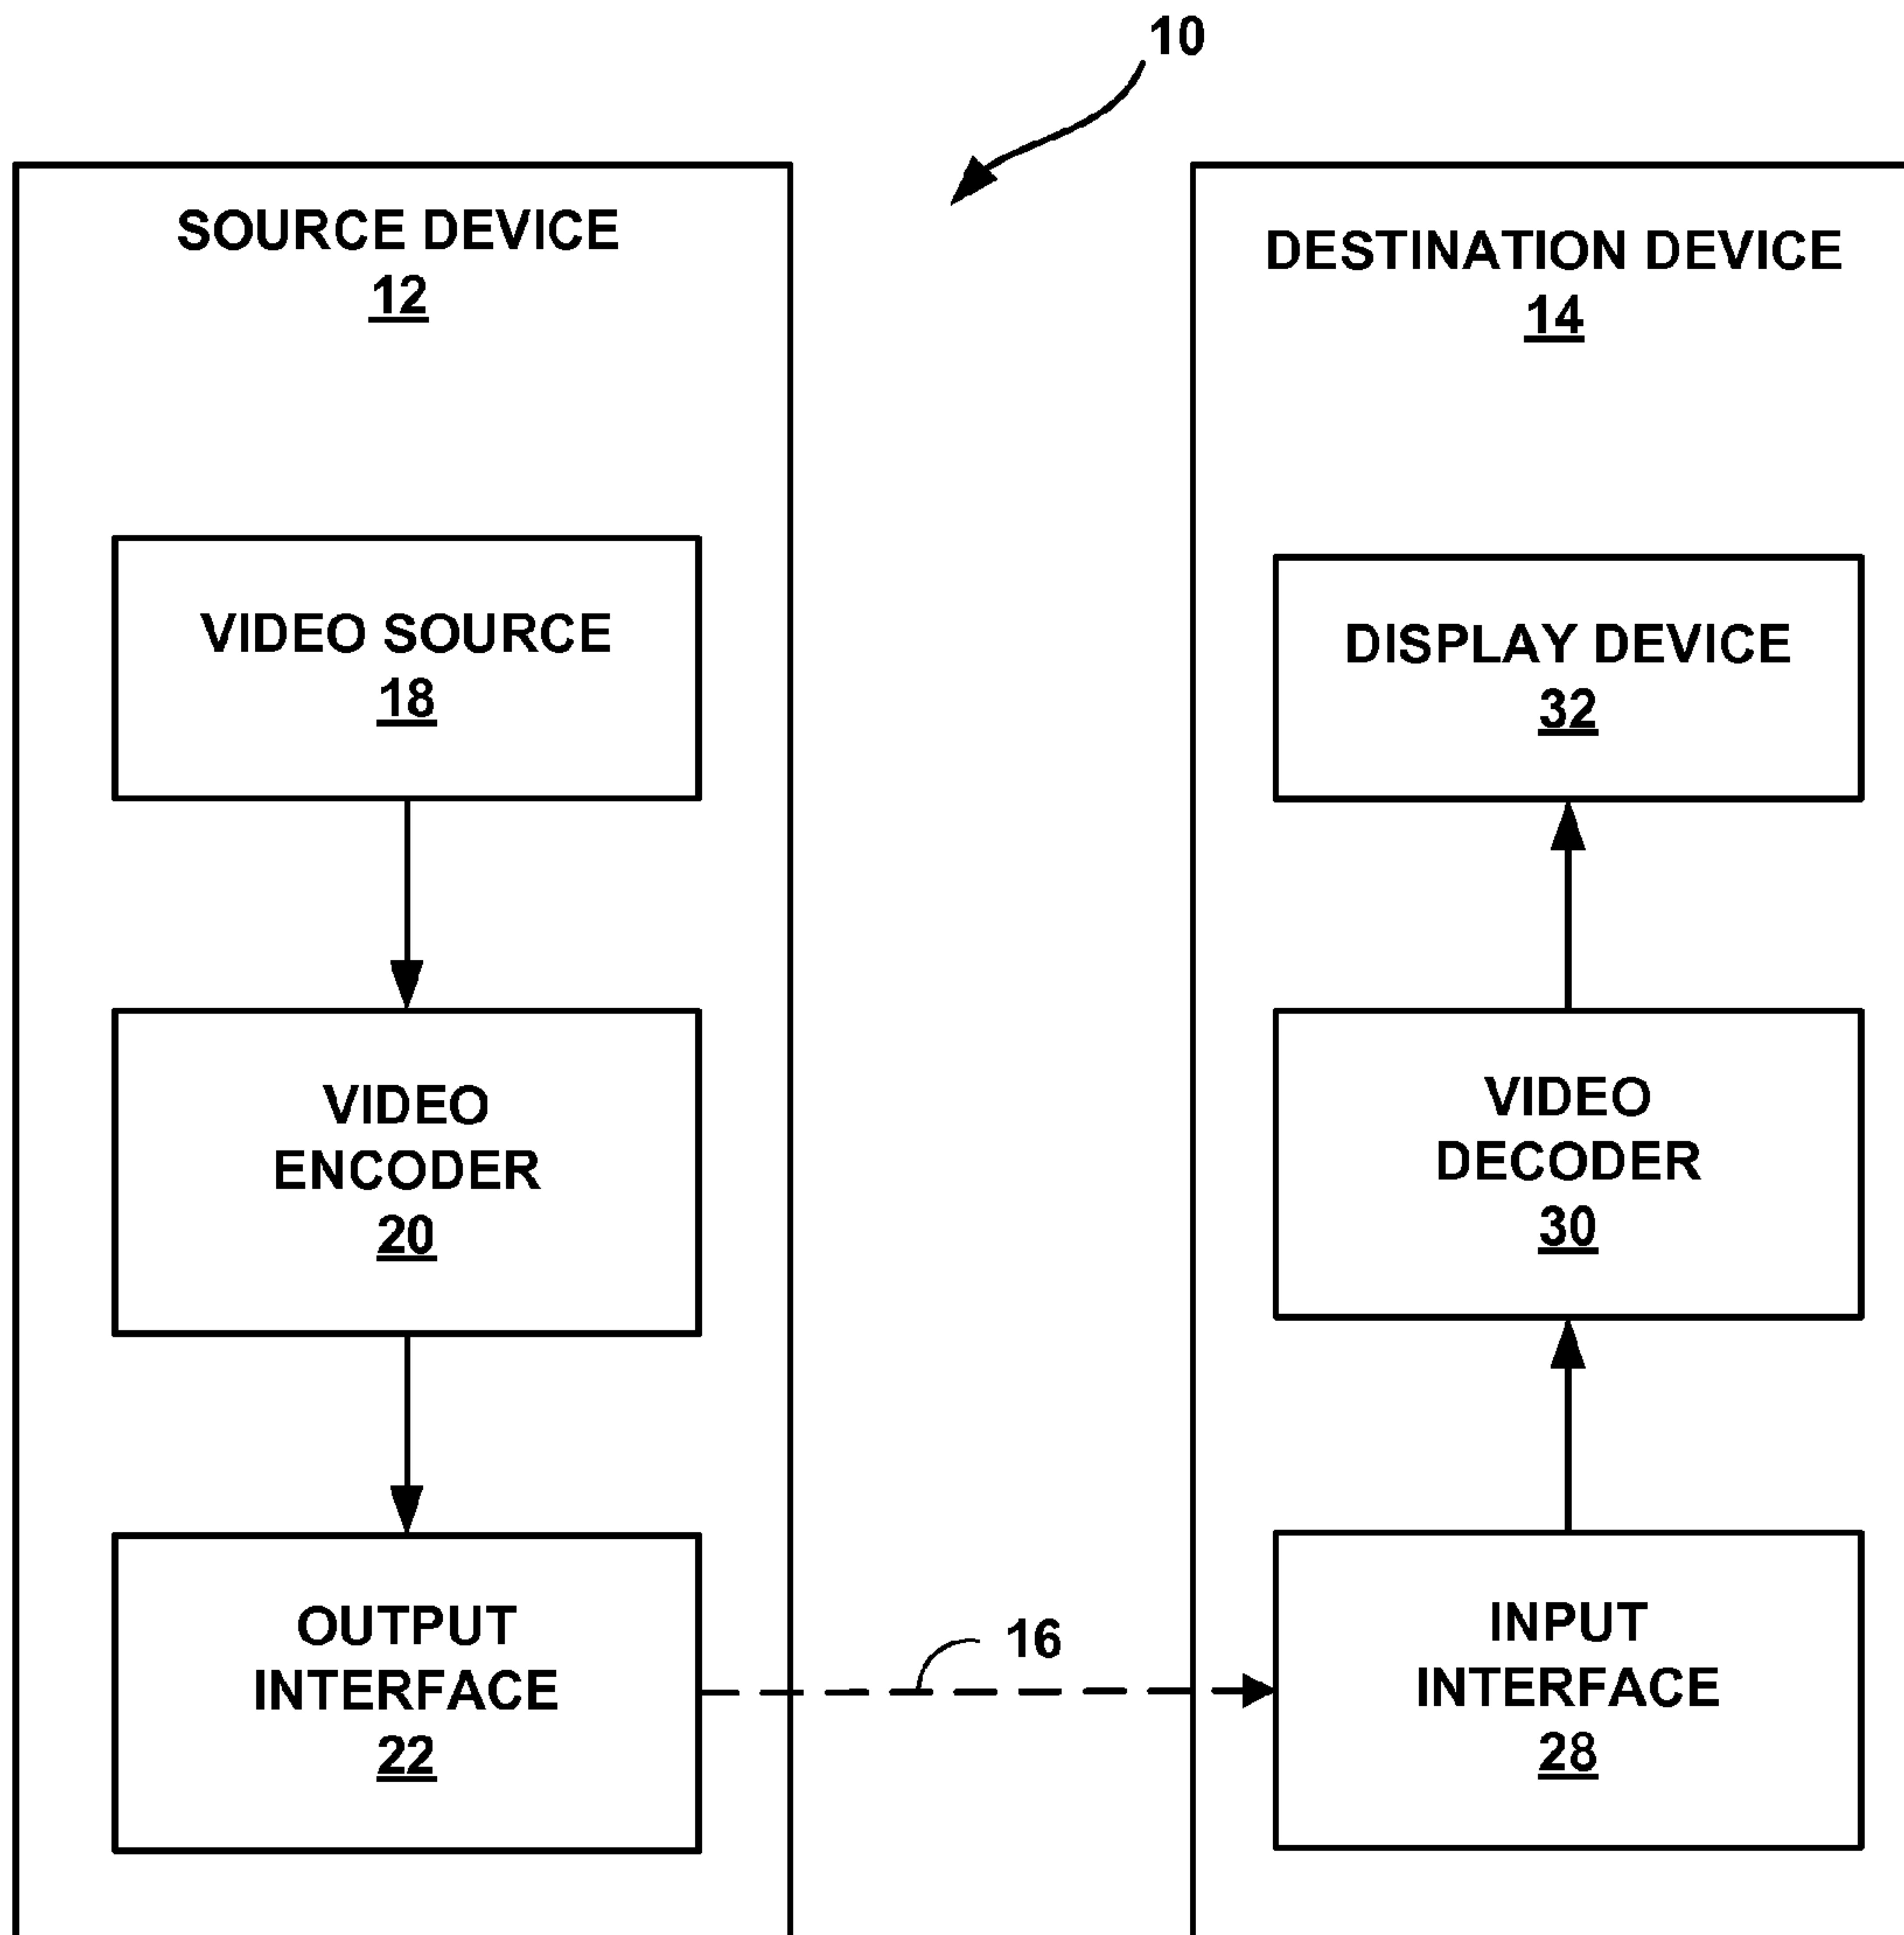 10
SOURCE DEVICE
12
VIDEO SOURCE
18
VIDEO
ENCODER
20
OUTPUT
INTERFACE
22
16
DESTINATION DEVICE
14
DISPLAY DEVICE
32
VIDEO
DECODER
30
INPUT
INTERFACE
28